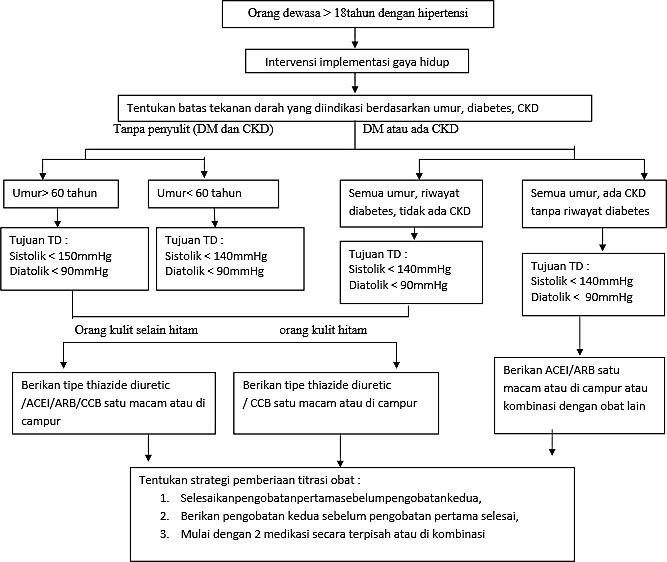 Orang dewasa > 18tahun dengan hipertensi
Intervensi implementasi gaya hidup
Tentukan batas tekanan darah yang diindikasi berdasarkan umur, diabetes, CKD
Tanpa penyulit (DM dan CKD)
DM atau ada CKD
Umur> 60 tahun
Umur< 60 tahun
Semua umur, riwayat
diabetes, tidak ada CKD
Semua umur, ada CKD
tanpa riwayat diabetes
Tujuan TD :
Sistolik < 150mmHg
Diatolik < 90mmHg
Tujuan TD :
Sistolik < 140mmHg
Diatolik < 90mmHg
Tujuan TD :
Sistolik < 140mmHg
Diatolik < 90mmHg
Tujuan TD :
Sistolik < 140mmHg
Diatolik < 90mmHg
Orang kulit selain hitam
orang kulit hitam
Berikan tipe thiazide diuretic
/ACEI/ARB/CCB satu macam atau di
campur
Berikan tipe thiazide diuretic
/ CCB satu macam atau di campur
Berikan ACEI/ARB satu
macam atau di campur atau
kombinasi dengan obat lain
Tentukan strategi pemberiaan titrasi obat :
1. Selesaikanpengobatanpertamasebelumpengobatankedua,
2. Berikan pengobatan kedua sebelum pengobatan pertama selesai,
3. Mulai dengan 2 medikasi secara terpisah atau di kombinasi